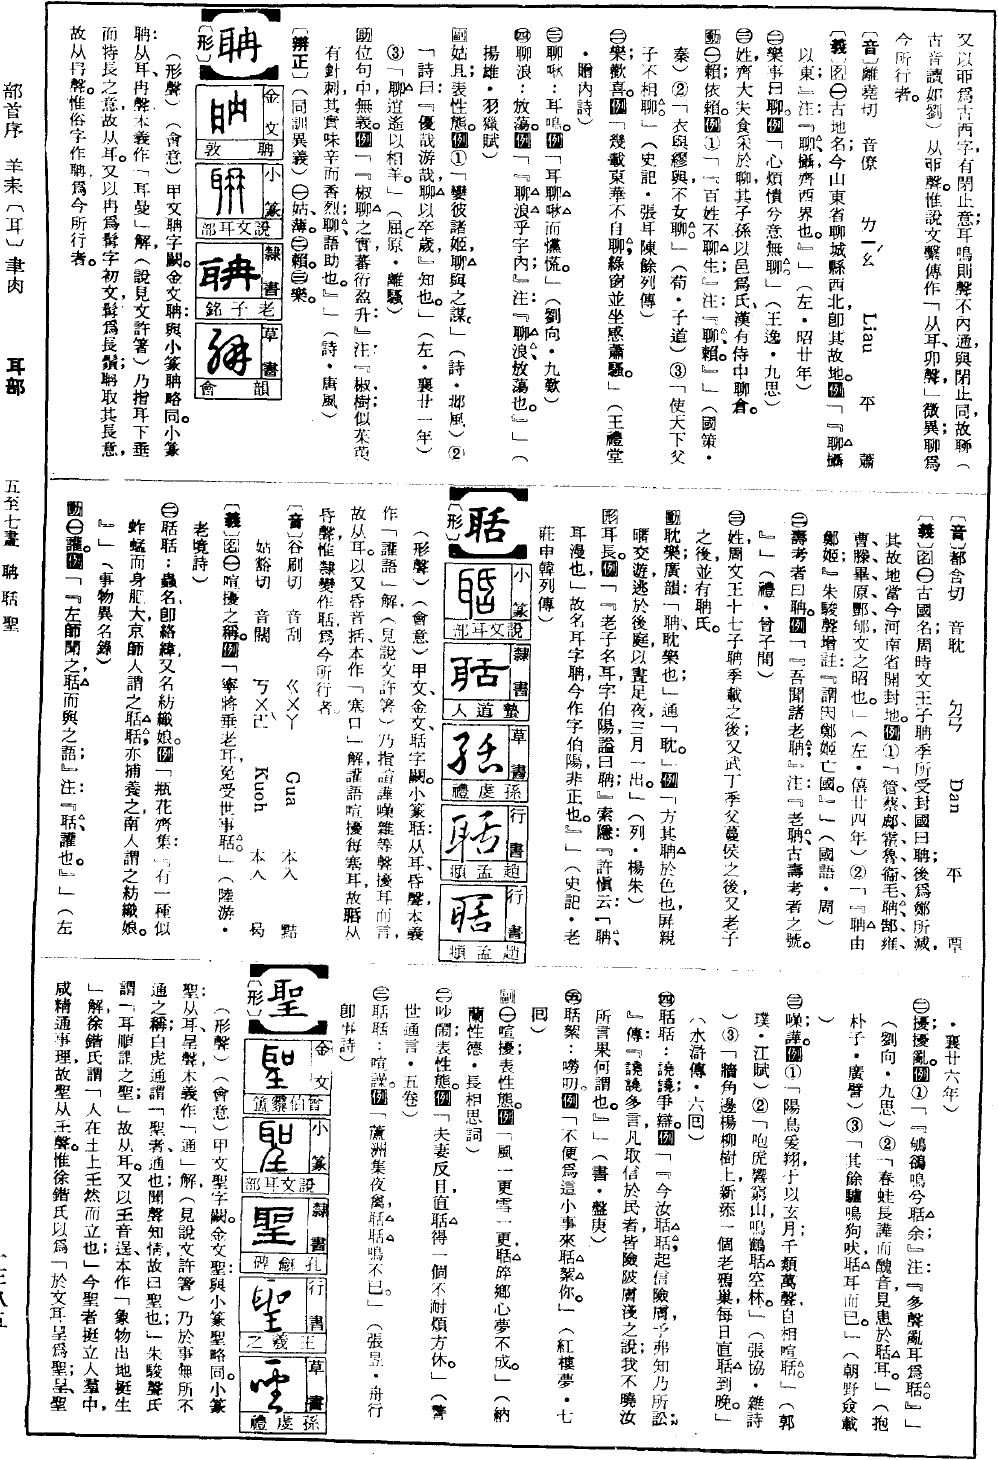 又以丣爲古西字有閉止意耳鳴則聲不內通與閉止同故聊（
古音讀如劉）从丣聲惟說文繫傳作「从耳卯聲」微異聊爲
今所行者。
〔音〕離堯切　音僚　ㄌㄧㄠ　Liau　平　蕭
〔義〕名㊀古地名；今山東省聊城縣西北卽其故地。例「『聊攝
以東』；注『聊攝齊西界也。』」（左・昭廿年）
㊁樂事曰聊。例「心煩憒兮意無聊。」（王逸・九思）
㊂姓；齊大夫食采於聊其子孫以邑爲氏；漢有侍中聊倉。
動㊀賴；依賴。例①「『百姓不聊生』；注：『聊賴。』」（國策・
秦）②「衣與繆與不女聊。」（荀・子道）③「使天下父
子不相聊。」（史記・張耳陳餘列傳）
㊁樂；歡喜。例「幾載東華不自聊，綠窗並坐感蕭騷。」（王禮堂
・贈內詩）
㊂聊啾：耳鳴。例「耳聊啾而戃慌。」（劉向・九歎）
㊃聊浪：放蕩。例「『聊浪乎宇內』；注：『聊浪放蕩也。』」（
揚雄・羽獵賦）
副姑且；表性態。例①「孌彼諸姬，聊與之謀。」（詩・邶風）②
「詩曰『優哉游哉聊以卒歲。』知也。」（左・襄廿一年）
③「聊逍遙以相羊。」（屈原・離騷）
助位句中；無義。例「『椒聊之實蕃衍盈升』；注：『椒樹似茱萸
有針刺其實味辛而香烈；聊，語助也。』」（詩・唐風）
〔辨正〕（同訓異義）㊀姑；薄。㊁賴。㊂樂。
聃
〔形〕
金文　聃敦
小篆　說文耳部
隸書　老子銘
草書　韻會
（形聲）（會意）甲文聃字闕。金文聃與小篆聃略同。小篆
聃：从耳，冉聲，本義作「耳曼」解（說見文許箸）乃指耳下垂
而特長之意故从耳。又以冉爲髥字初文，髥爲長鬚；聃取其長意，
故从冉聲。惟俗字作耼爲今所行者。
〔音〕都含切　音耽　ㄉㄢ　Dan　平　覃
〔義〕名㊀古國名；周時文王子聃季所受封國曰聃；後爲鄭所滅，
其故地當今河南省開封地。例①「管蔡郕霍魯衞毛聃郜雍
曹滕畢原酆郇文之昭也。」（左・僖廿四年）②「『聃由
鄭姬』；朱駿聲增註：『謂因鄭姬亡國。』」（國語・周）
㊁壽考者曰聃。例「『吾聞諸老聃』；注：『老聃，古壽考者之號。
』」（禮・曾子問）
㊂姓；周文王十七子聃季載之後；又武丁季父蔓侯之後，又老子
之後，並有聃氏。
動耽樂；廣韻：「聃，耽樂也」通「耽」。例「方其聃於色也，屏親
暱，交游逃於後庭，以晝足夜；三月一出。」（列・楊朱）
形耳長。例「『老子名耳字伯陽諡曰聃』；索隱：『許愼云：「聃，
耳漫也」故名耳字聃，今作字伯陽非正也。』」（史記・老
莊申韓列傳）
聒
〔形〕
小篆　說文耳部
隸書　蟄道人
草書　孫虔禮
行書　趙孟頫
行書　趙孟頫
（形聲）（會意）甲文、金文、聒字闕。小篆聒：从耳，昏聲，本義
作「讙語」解（見說文許箸）乃指諠譁噪雜等聲擾耳而言，
故从耳。以又昏音括，本作「塞口」解，讙語喧擾每塞耳，故聒从
昏聲。惟隸變作聒爲今所行者。
〔音〕谷刷切　音刮　ㄍㄨㄚ　Gua　本入　黠
姑豁切　音闊　ㄎㄨㄛˋ　Kuoh　本入　曷
〔義〕名㊀喧擾之稱。例「寧將垂老耳免受世事聒。」（陸游・
老境詩）
㊁聒聒：蟲名；卽絡緯，又名紡織娘。例「瓶花齊集：『有一種似
蚱蜢而身肥大，京師人謂之聒聒，亦捕養之；南人謂之紡織娘。
』」（事物異名錄）
動㊀讙。例「『左師聞之，聒而與之語』；注：『聒，讙也。』」（左
・襄廿六年）
㊁擾；擾亂。例①「『鴝鵒鳴兮聒余』；注：『多聲亂耳爲聒。』」
（劉向・九思）②「春蛙長譁而醜音見患於聒耳。」（抱
朴子・廣譬）③「其餘驢鳴狗吠，聒耳而已。」（朝野僉載
）
㊂噪；譁。例①「陽鳥爰翔，于以玄月；千類萬聲，自相喧聒。」（郭
璞・江賦）②「咆虎響窮山，鳴鶴聒空林。」（張協・雜詩
）③「牆角邊楊柳樹上新添一個老鴉巢，每日直聒到晚。」
（水滸傳・六回）
㊃聒聒：譊譊爭辯。例「『今汝聒聒，起信險膚，予弗知乃所訟；
』傳：『譊譊多言，凡取信於民者皆險陂膚淺之說；我不曉汝
所言果何謂也。』」（書・盤庚）
㊄聒絮：嘮叨。例「不便爲這小事來聒絮你。」（紅樓夢・七
回）
副㊀喧擾；表性態。例「風一更，雪一更，聒碎鄉心夢不成。」（納
蘭性德・長相思詞）
㊁吵鬧；表性態。例「夫妻反目，直聒得一個不耐煩方休。」（警
世通言・五卷）
㊂聒聒：喧譟。例「蘆洲集夜禽，聒聒鳴不已。」（張昱・舟行
卽事詩）
聖
〔形〕
金文　曾伯霥簠
小篆　說文耳部
隸書　孔龢碑
行書　王羲之
草書　孫虔禮
（形聲）（會意）甲文聖字闕。金文聖：與小篆聖略同。小篆
聖：从耳，呈聲，本義作「通」解（見說文許箸）乃於事無所不
通之稱；白虎通謂「聖者，通也；聞聲知情，故曰聖也。」朱駿聲氏
謂「耳順謂之聖」故从耳。又以𡈼音逞，本作「象物出地挺生
」解，徐鍇氏謂「人在土上，𡈼然而立也」今聖者挺立人羣中，
咸精通事理，故聖从𡈼聲。惟徐鍇氏以爲「於文耳呈爲聖；呈，聖
部首序　羊耒〔耳〕聿肉　耳部　五至七畫　聃聒聖